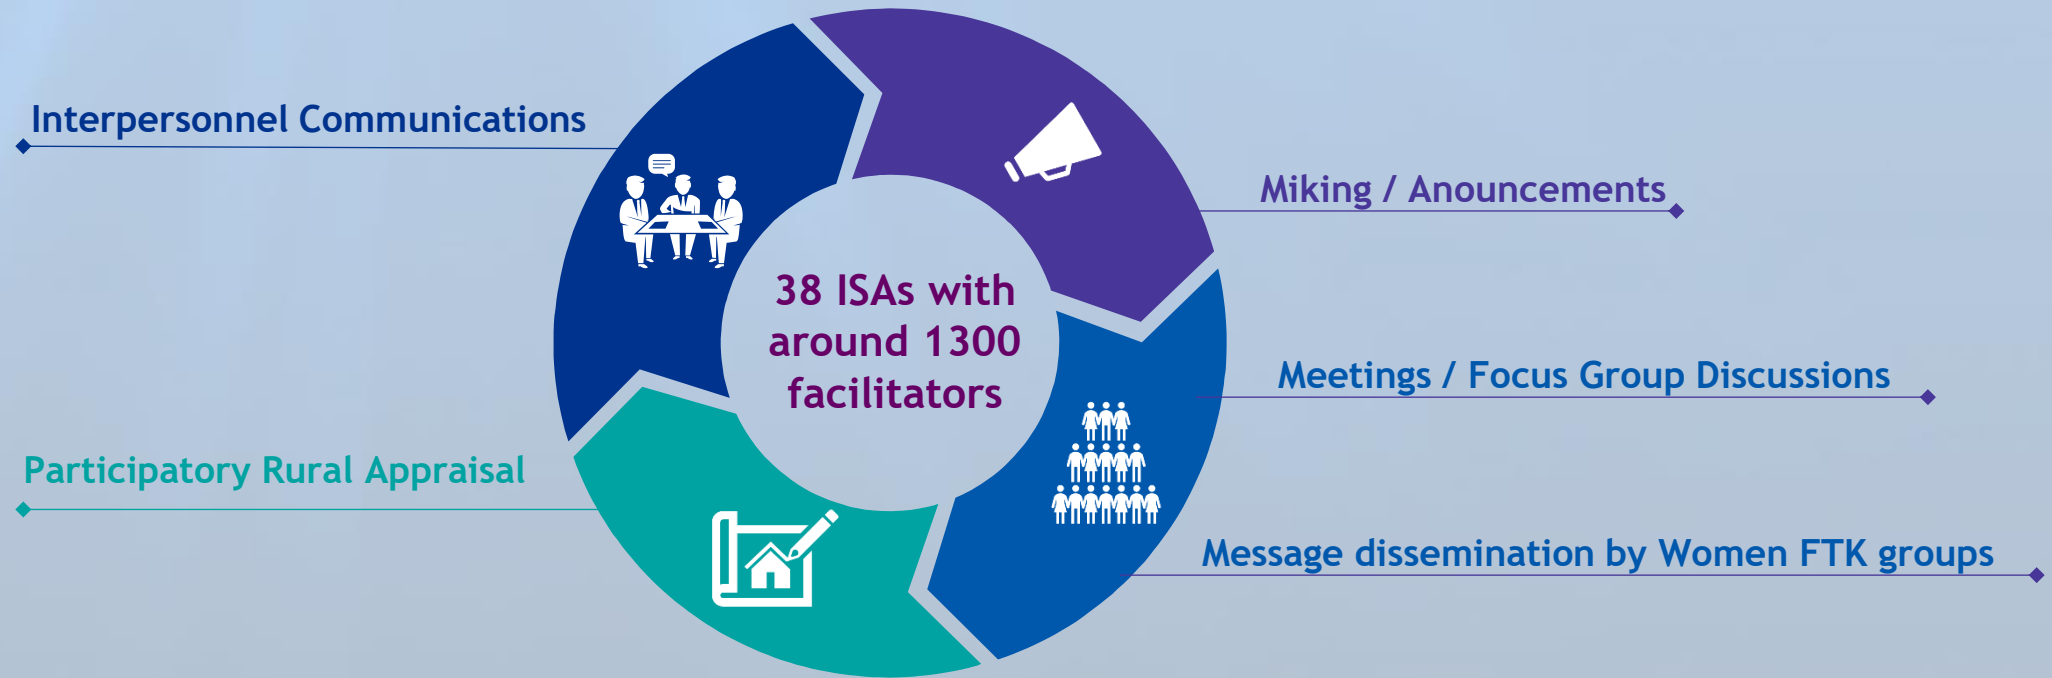 Interpersonnel Communications
Miking / Anouncements
38 ISAs with
around 1300
facilitators
Meetings / Focus Group Discussions
Participatory Rural Appraisal
Message dissemination by Women FTK groups